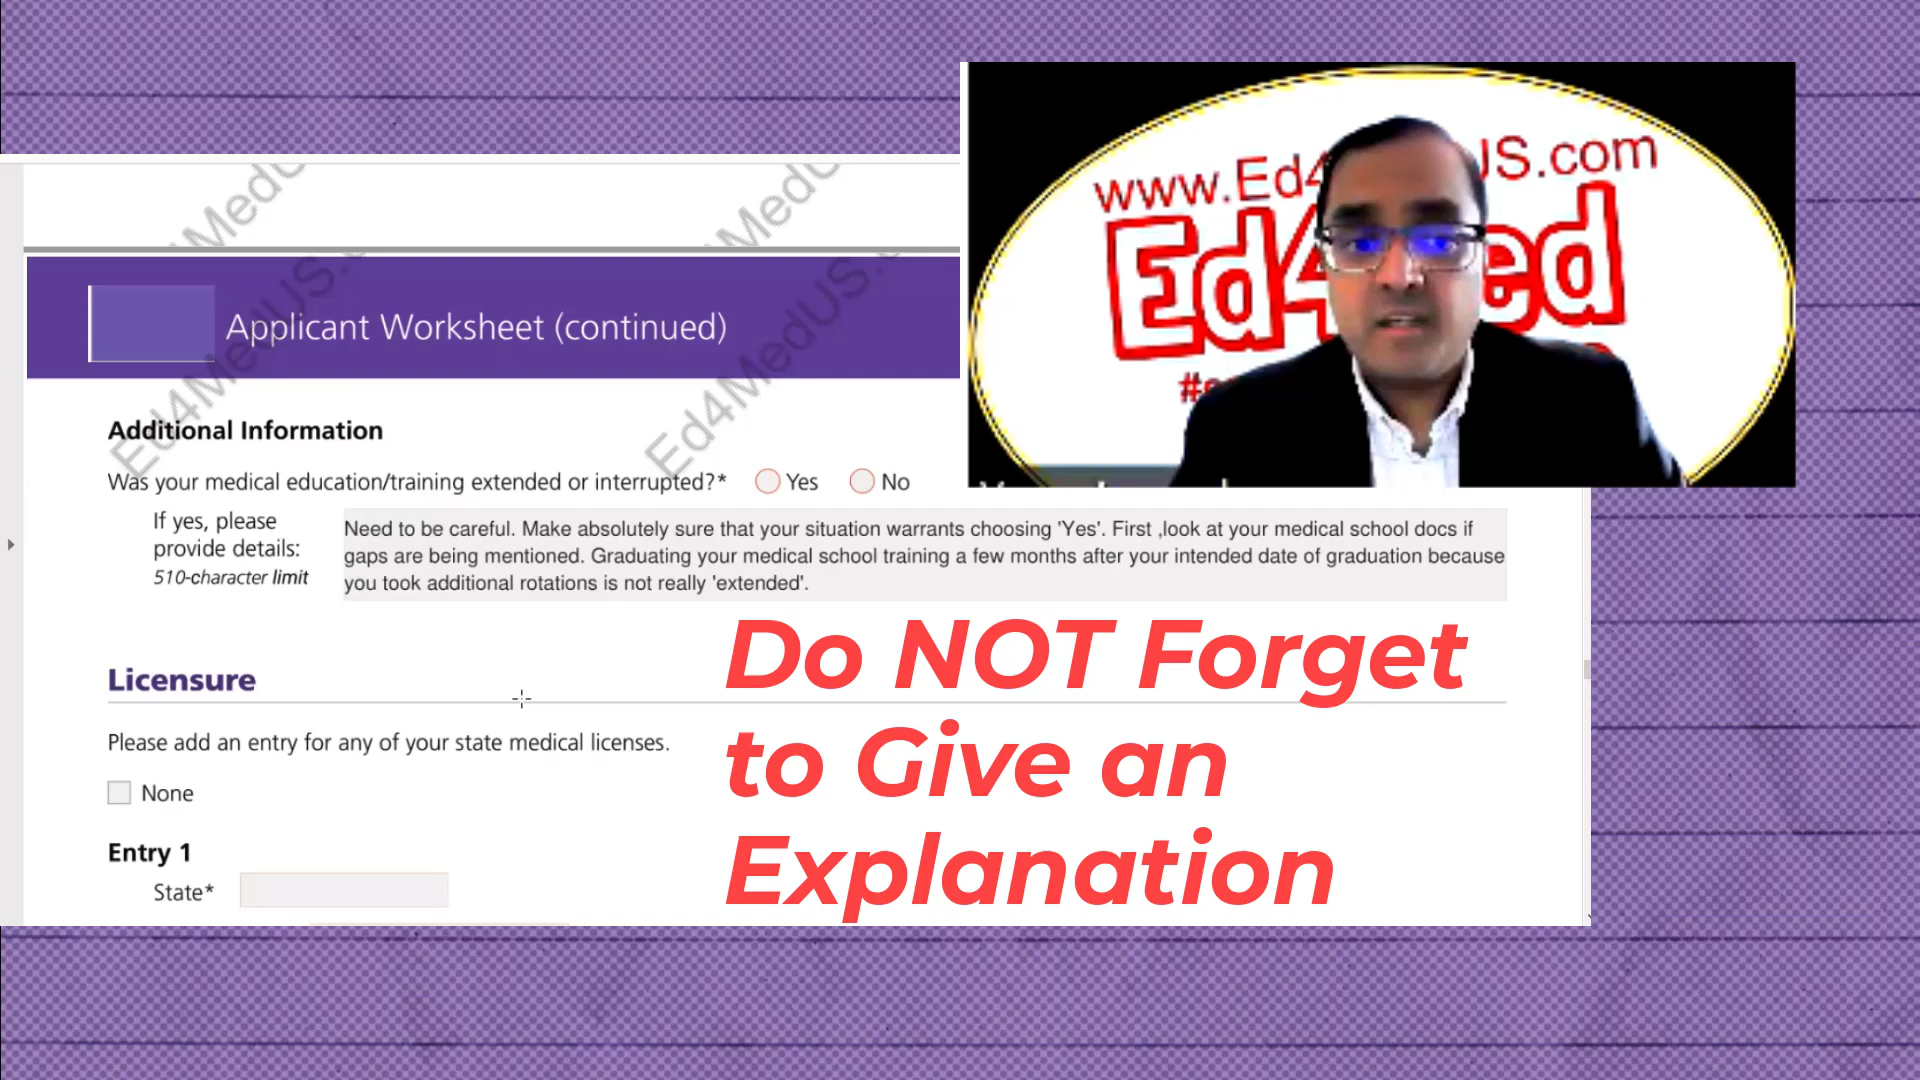 www.Ed4 US.com
Ed4 ed
4MedUS
4MedUS
Applicant Worksheet (continued)
Ed4MedUS.c
Ed4MedUS.c
Additional Information
Was your medical education/training extended or interrupted?* Yes No
If yes, please
provide details:
510-character limit
Need to be careful. Make absolutely sure that your situation warrants choosing 'Yes'. First ,look at your medical school docs if
gaps are being mentioned. Graduating your medical school training a few months after your intended date of graduation because
you took additional rotations is not really 'extended'.
Licensure
Please add an entry for any of your state medical licenses.
None
Entry 1
State*
Do NOT Forget
to Give an
Explanation